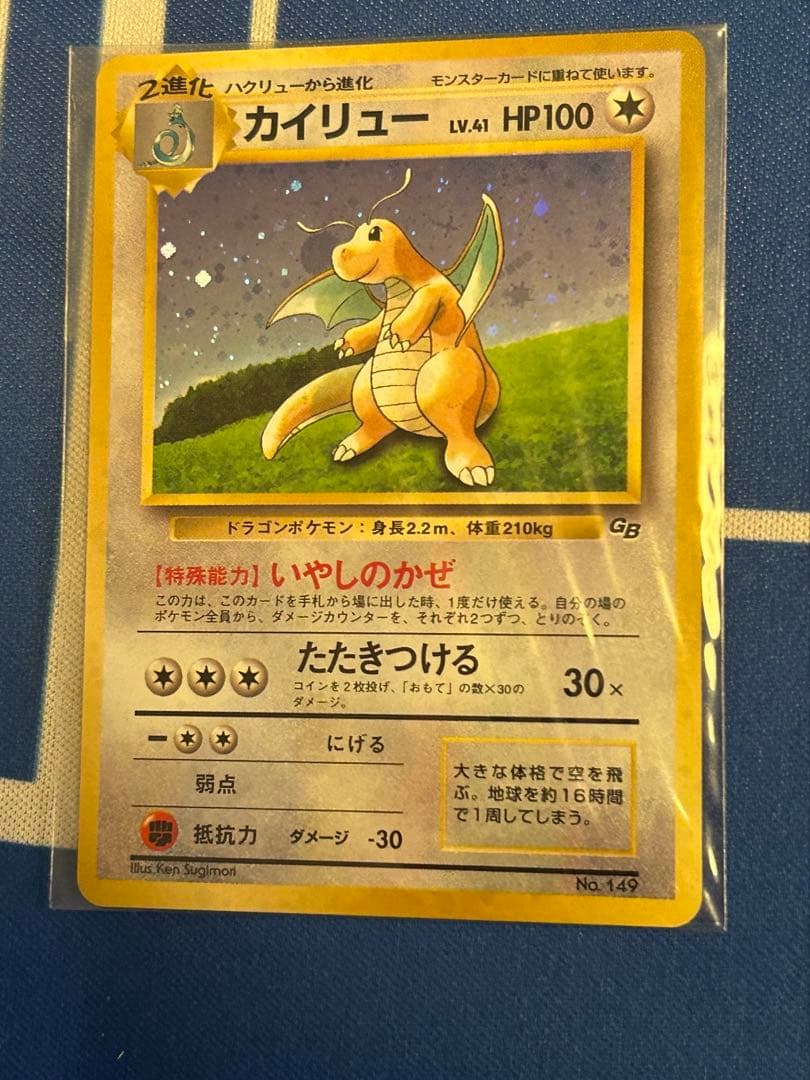 2進化 ハクリューから進化 モンスターカードに重ねて使います。
カイリュー LV.41 HP100
ドラゴンポケモン：身長2.2m、体重210kg GB
【特殊能力】いやしのかぜ
この力は、このカードを手札から場に出した時、1度だけ使える。自分の場の
ポケモン全員から、ダメージカウンターを、それぞれ2つずつ、とりのぞく。
たたきつける 30×
コインを2枚投げ、「おもて」の数×30の
ダメージ。
ー にげる
弱点
抵抗力 ダメージ -30
大きな体格で空を飛
ぶ。地球を約16時間
で1周してしまう。
Illus. Ken Sugimori
No. 149